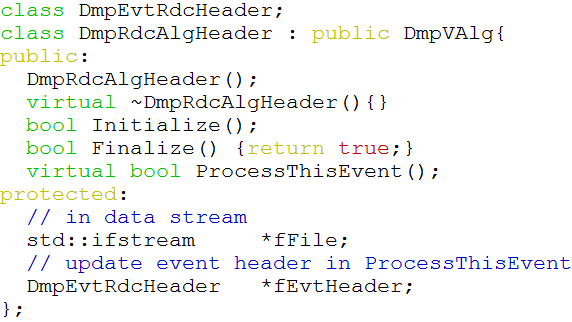 class DmpEvtRdcHeader;
class DmpRdcAlgHeader : public DmpVAlg{
public:
  DmpRdcAlgHeader();
  virtual ~DmpRdcAlgHeader(){}
  bool Initialize();
  bool Finalize() {return true;}
  virtual bool ProcessThisEvent();
protected:
  // in data stream
  std::ifstream     *fFile;
  // update event header in ProcessThisEvent
  DmpEvtRdcHeader   *fEvtHeader;
};